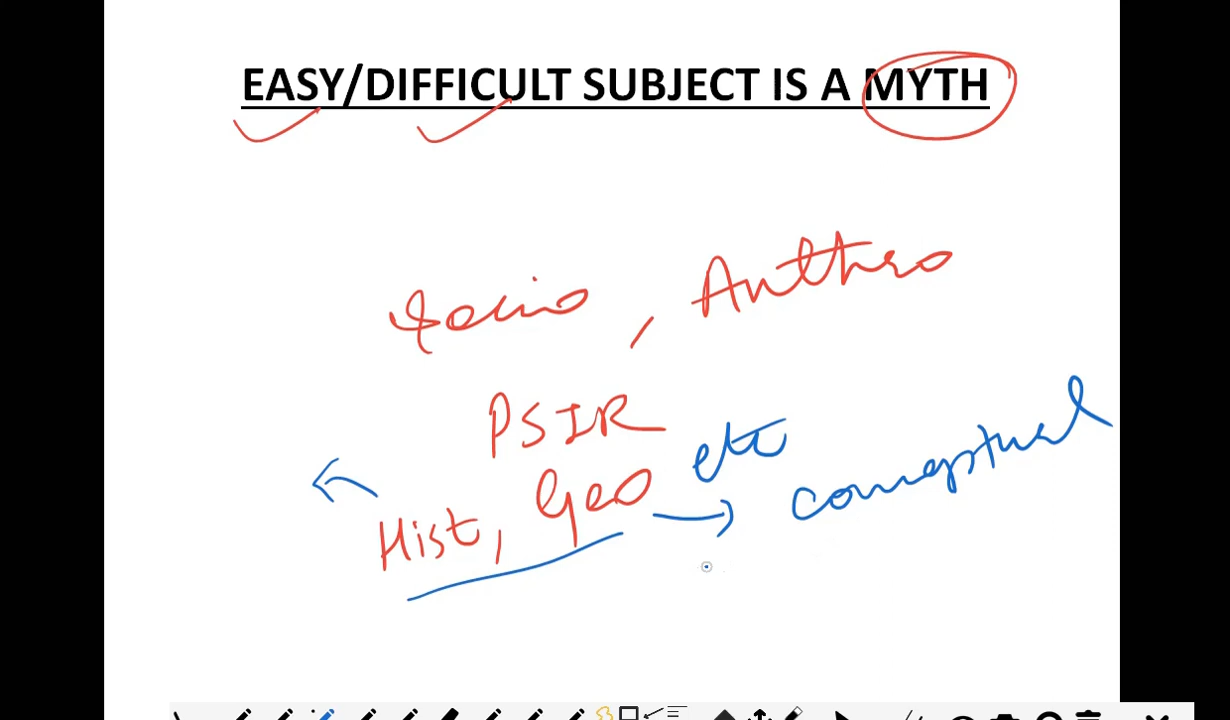 EASY/DIFFICULT SUBJECT IS A MYTH
Socio, Anthro
PSIR
etc
Hist, Geo → conceptual